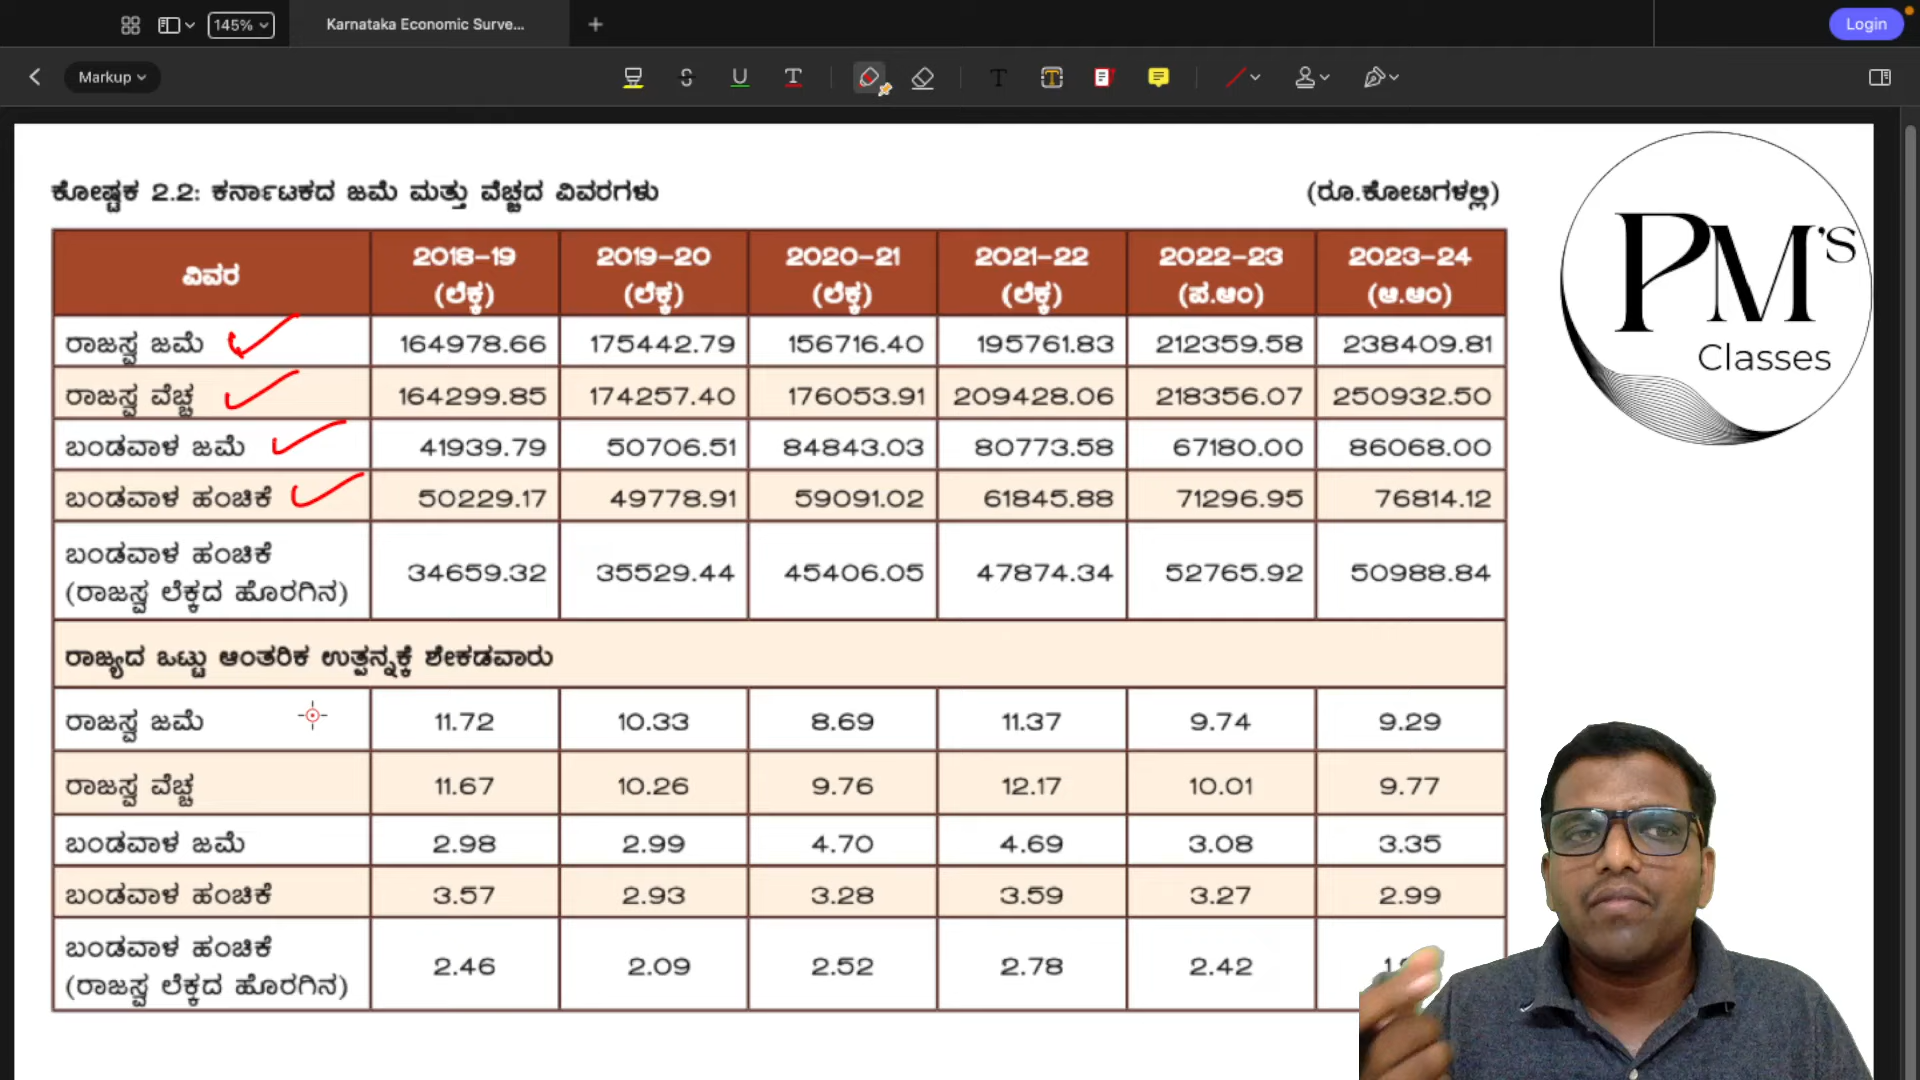 145%
Karnataka Economic Surve...
Login
Markup
ಕೋಷ್ಟಕ 2.2: ಕರ್ನಾಟಕದ ಜಮೆ ಮತ್ತು ವೆಚ್ಚದ ವಿವರಗಳು (ರೂ.ಕೋಟಿಗಳಲ್ಲಿ)
ವಿವರ 2018-19 (ಲೆಕ್ಕ) 2019-20 (ಲೆಕ್ಕ) 2020-21 (ಲೆಕ್ಕ) 2021-22 (ಲೆಕ್ಕ) 2022-23 (ಪ.ಅಂ) 2023-24 (ಆ.ಅಂ)
ರಾಜಸ್ವ ಜಮೆ 164978.66 175442.79 156716.40 195761.83 212359.58 238409.81
ರಾಜಸ್ವ ವೆಚ್ಚ 164299.85 174257.40 176053.91 209428.06 218356.07 250932.50
ಬಂಡವಾಳ ಜಮೆ 41939.79 50706.51 84843.03 80773.58 67180.00 86068.00
ಬಂಡವಾಳ ಹಂಚಿಕೆ 50229.17 49778.91 59091.02 61845.88 71296.95 76814.12
ಬಂಡವಾಳ ಹಂಚಿಕೆ
(ರಾಜಸ್ವ ಲೆಕ್ಕದ ಹೊರಗಿನ) 34659.32 35529.44 45406.05 47874.34 52765.92 50988.84
ರಾಜ್ಯದ ಒಟ್ಟು ಆಂತರಿಕ ಉತ್ಪನ್ನಕ್ಕೆ ಶೇಕಡವಾರು
ರಾಜಸ್ವ ಜಮೆ 11.72 10.33 8.69 11.37 9.74 9.29
ರಾಜಸ್ವ ವೆಚ್ಚ 11.67 10.26 9.76 12.17 10.01 9.77
ಬಂಡವಾಳ ಜಮೆ 2.98 2.99 4.70 4.69 3.08 3.35
ಬಂಡವಾಳ ಹಂಚಿಕೆ 3.57 2.93 3.28 3.59 3.27 2.99
ಬಂಡವಾಳ ಹಂಚಿಕೆ
(ರಾಜಸ್ವ ಲೆಕ್ಕದ ಹೊರಗಿನ) 2.46 2.09 2.52 2.78 2.42
PM's
Classes